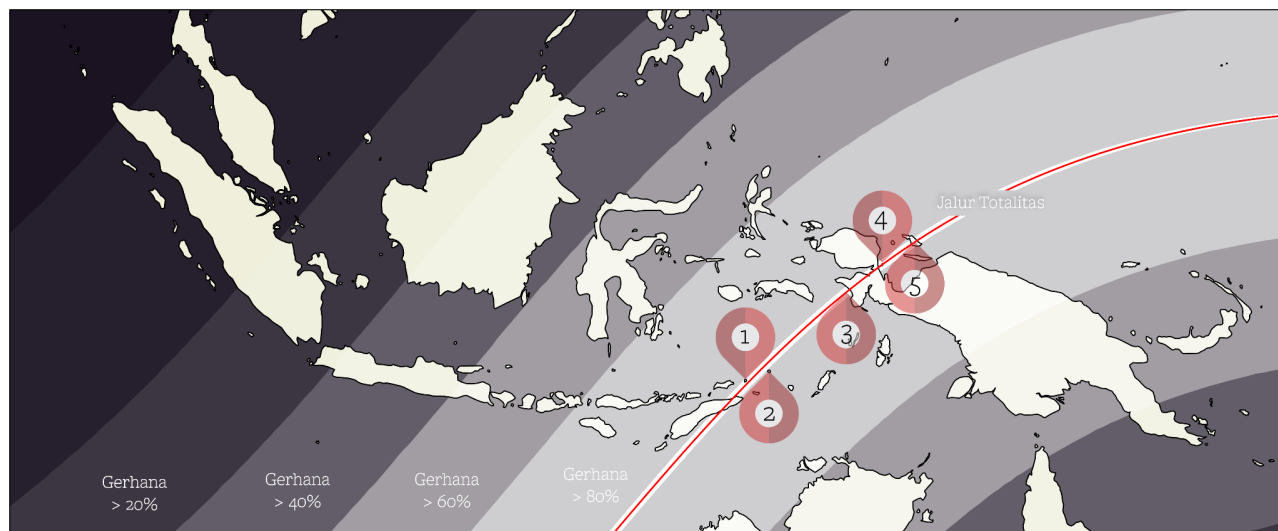 4
Jalur Totalitas
5
1
3
2
Gerhana
> 20%
Gerhana
> 40%
Gerhana
> 60%
Gerhana
> 80%